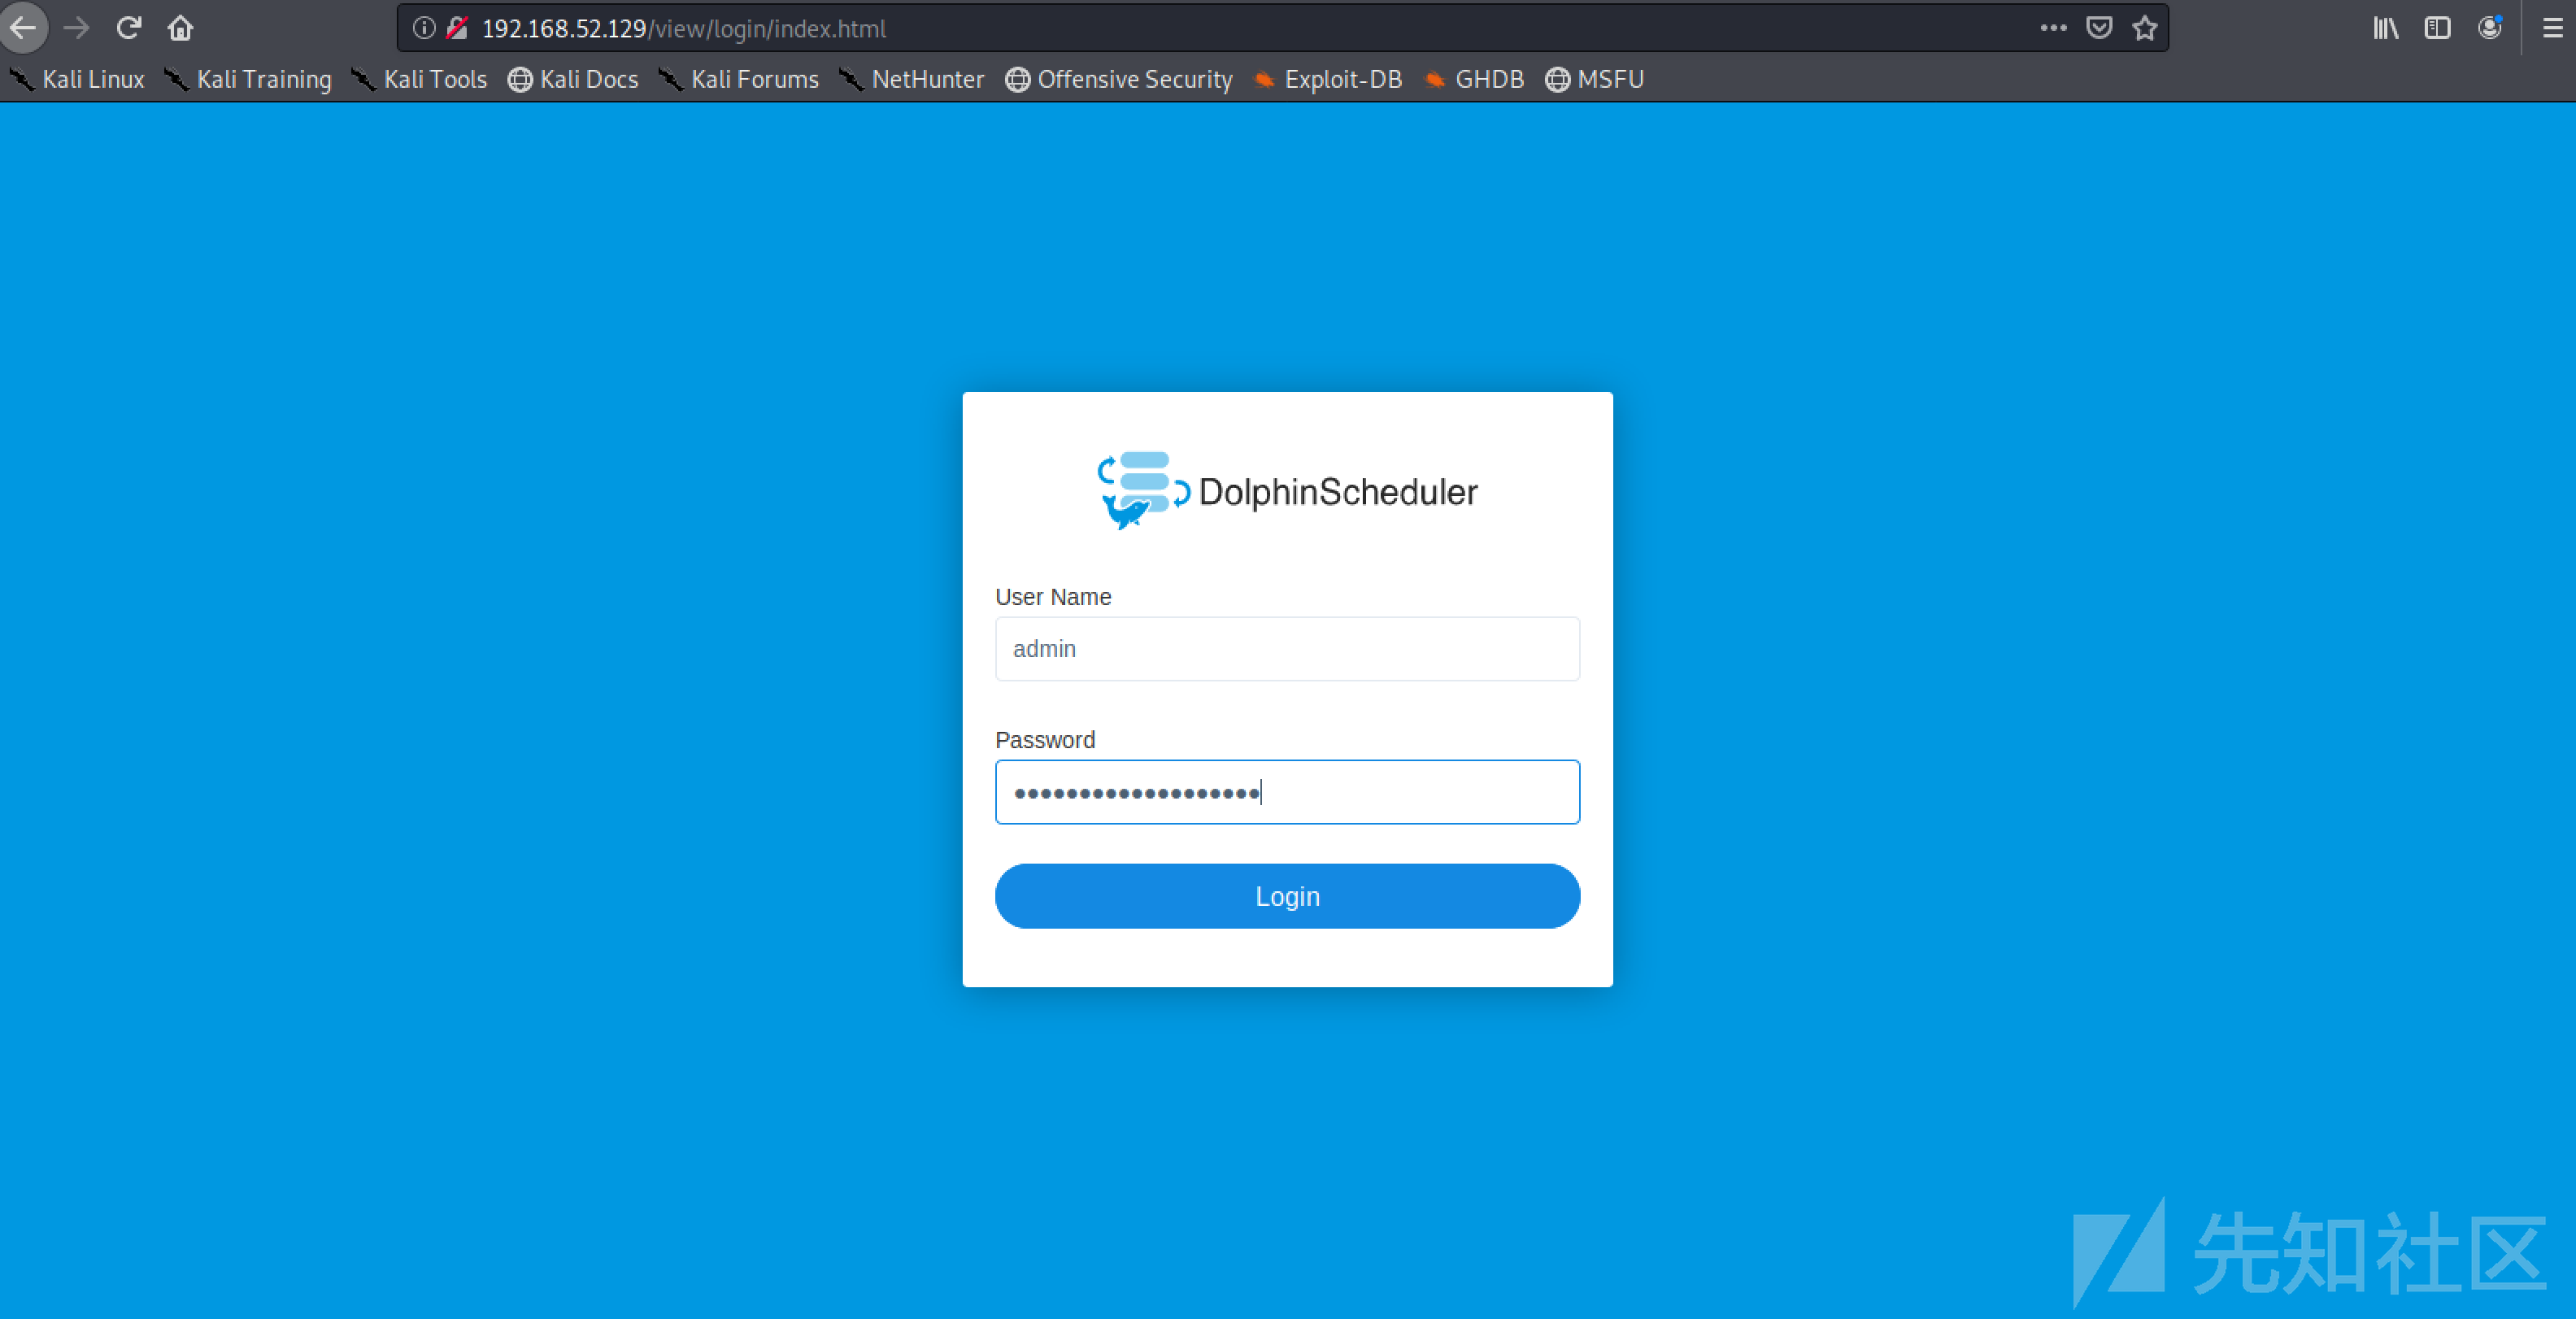 192.168.52.129/view/login/index.html
Kali Linux Kali Training Kali Tools Kali Docs Kali Forums NetHunter Offensive Security Exploit-DB GHDB MSFU
DolphinScheduler
User Name
admin
Password
•••••••••••••••••••
Login
先知社区